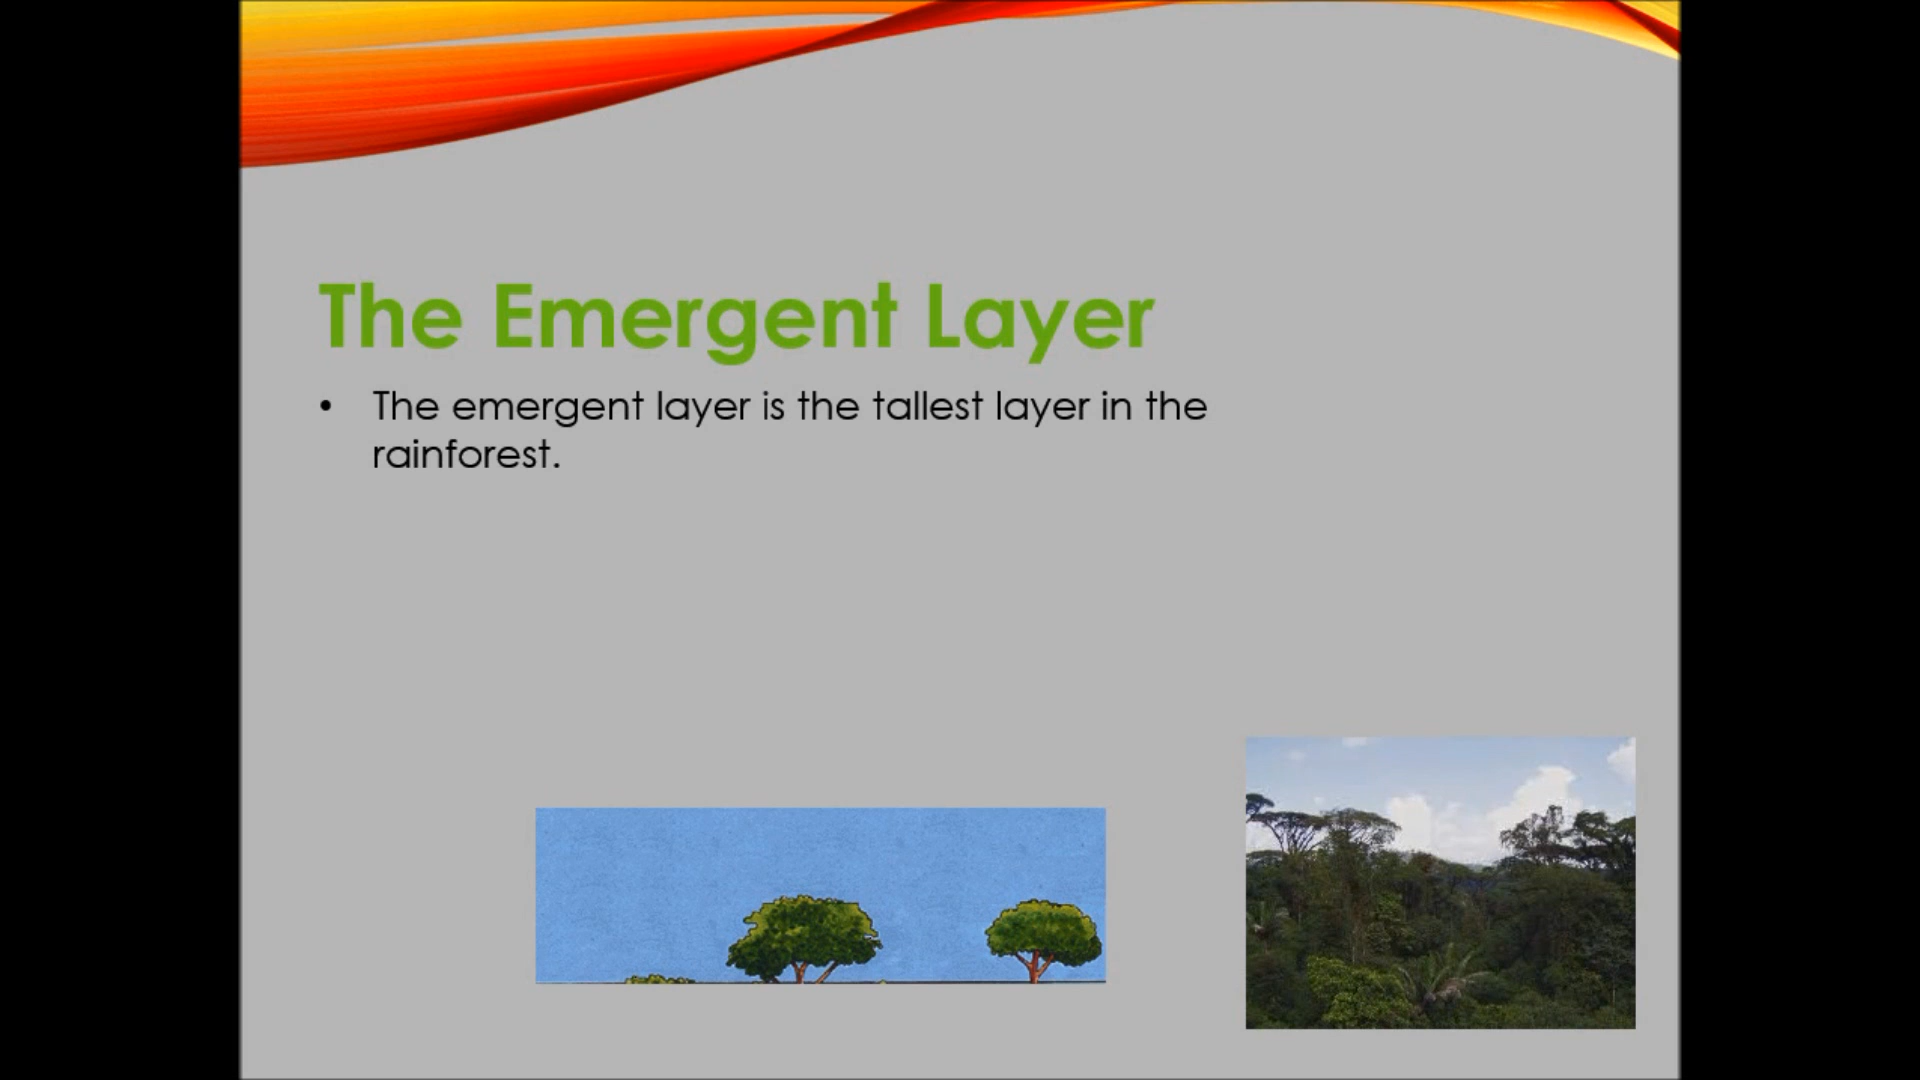 The Emergent Layer
• The emergent layer is the tallest layer in the
rainforest.